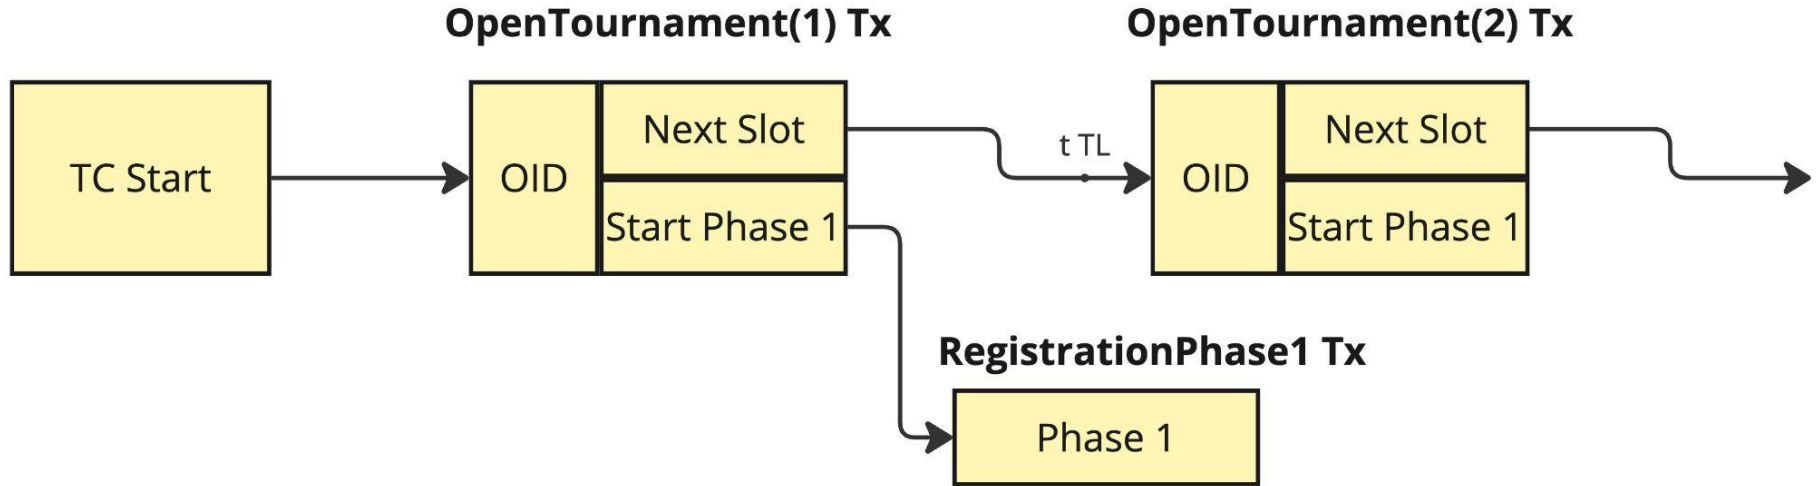 OpenTournament(1) Tx
OpenTournament(2) Tx
TC Start
OID
Next Slot
Start Phase 1
t TL
OID
Next Slot
Start Phase 1
RegistrationPhase1 Tx
Phase 1